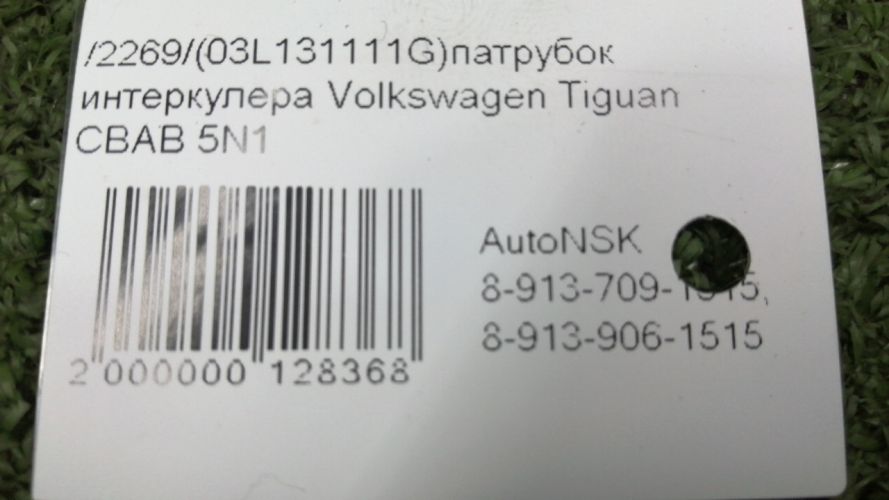 /2269/(03L131111G)патрубок
интеркулера Volkswagen Tiguan
CBAB 5N1
AutoNSK
8-913-709-1515,
8-913-906-1515
2 000000 128368